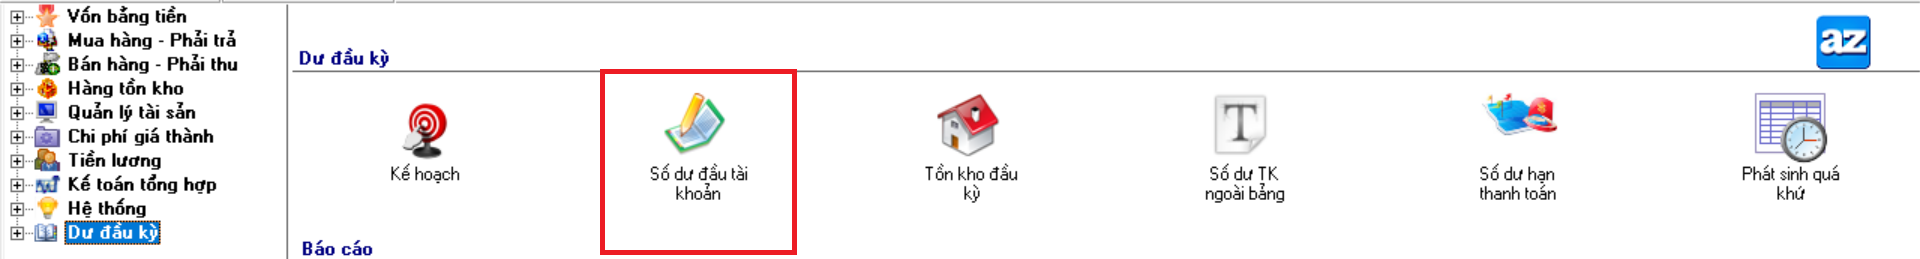 Vốn bằng tiền
Mua hàng - Phải trả
Bán hàng - Phải thu
Hàng tồn kho
Quản lý tài sản
Chi phí giá thành
Tiền lương
Kế toán tổng hợp
Hệ thống
Dư đầu kỳ
Dư đầu kỳ
az
Kế hoạch
Số dư đầu tài
khoản
Tồn kho đầu
kỳ
T
Số dư TK
ngoài bảng
Số dư hạn
thanh toán
Phát sinh quá
khứ
Báo cáo